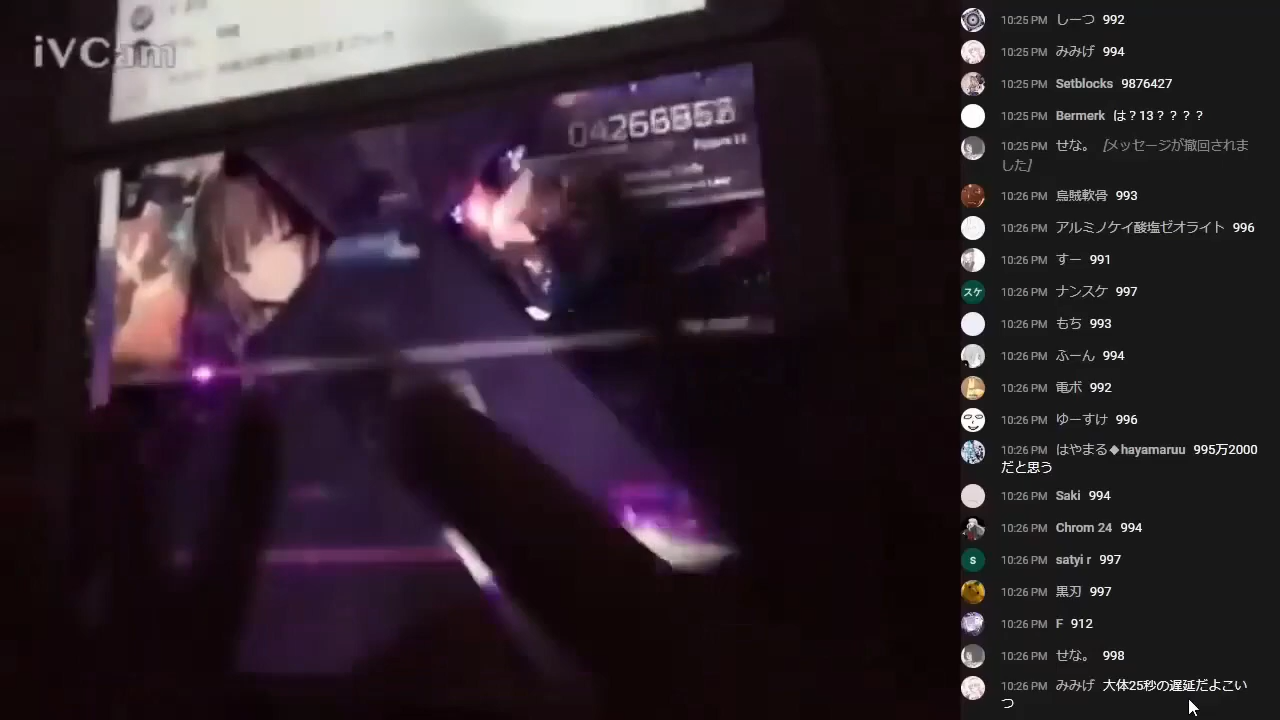 iVCam
10:25 PM しーつ 992
10:25 PM みみげ 994
10:25 PM Setblocks 9876427
10:25 PM Bermerk は？13？？？？
10:25 PM せな。 [メッセージが撤回されま
した]
10:26 PM 烏賊軟骨 993
10:26 PM アルミノケイ酸塩ゼオライト 996
10:26 PM すー 991
スケ 10:26 PM ナンスケ 997
10:26 PM もち 993
10:26 PM ふーん 994
10:26 PM 電ボ 992
10:26 PM ゆーすけ 996
10:26 PM はやまる◆hayamaruu 995万2000
だと思う
10:26 PM Saki 994
10:26 PM Chrom 24 994
s 10:26 PM satyi r 997
10:26 PM 黒刃 997
10:26 PM F 912
10:26 PM せな。 998
10:26 PM みみげ 大体25秒の遅延だよこい
つ